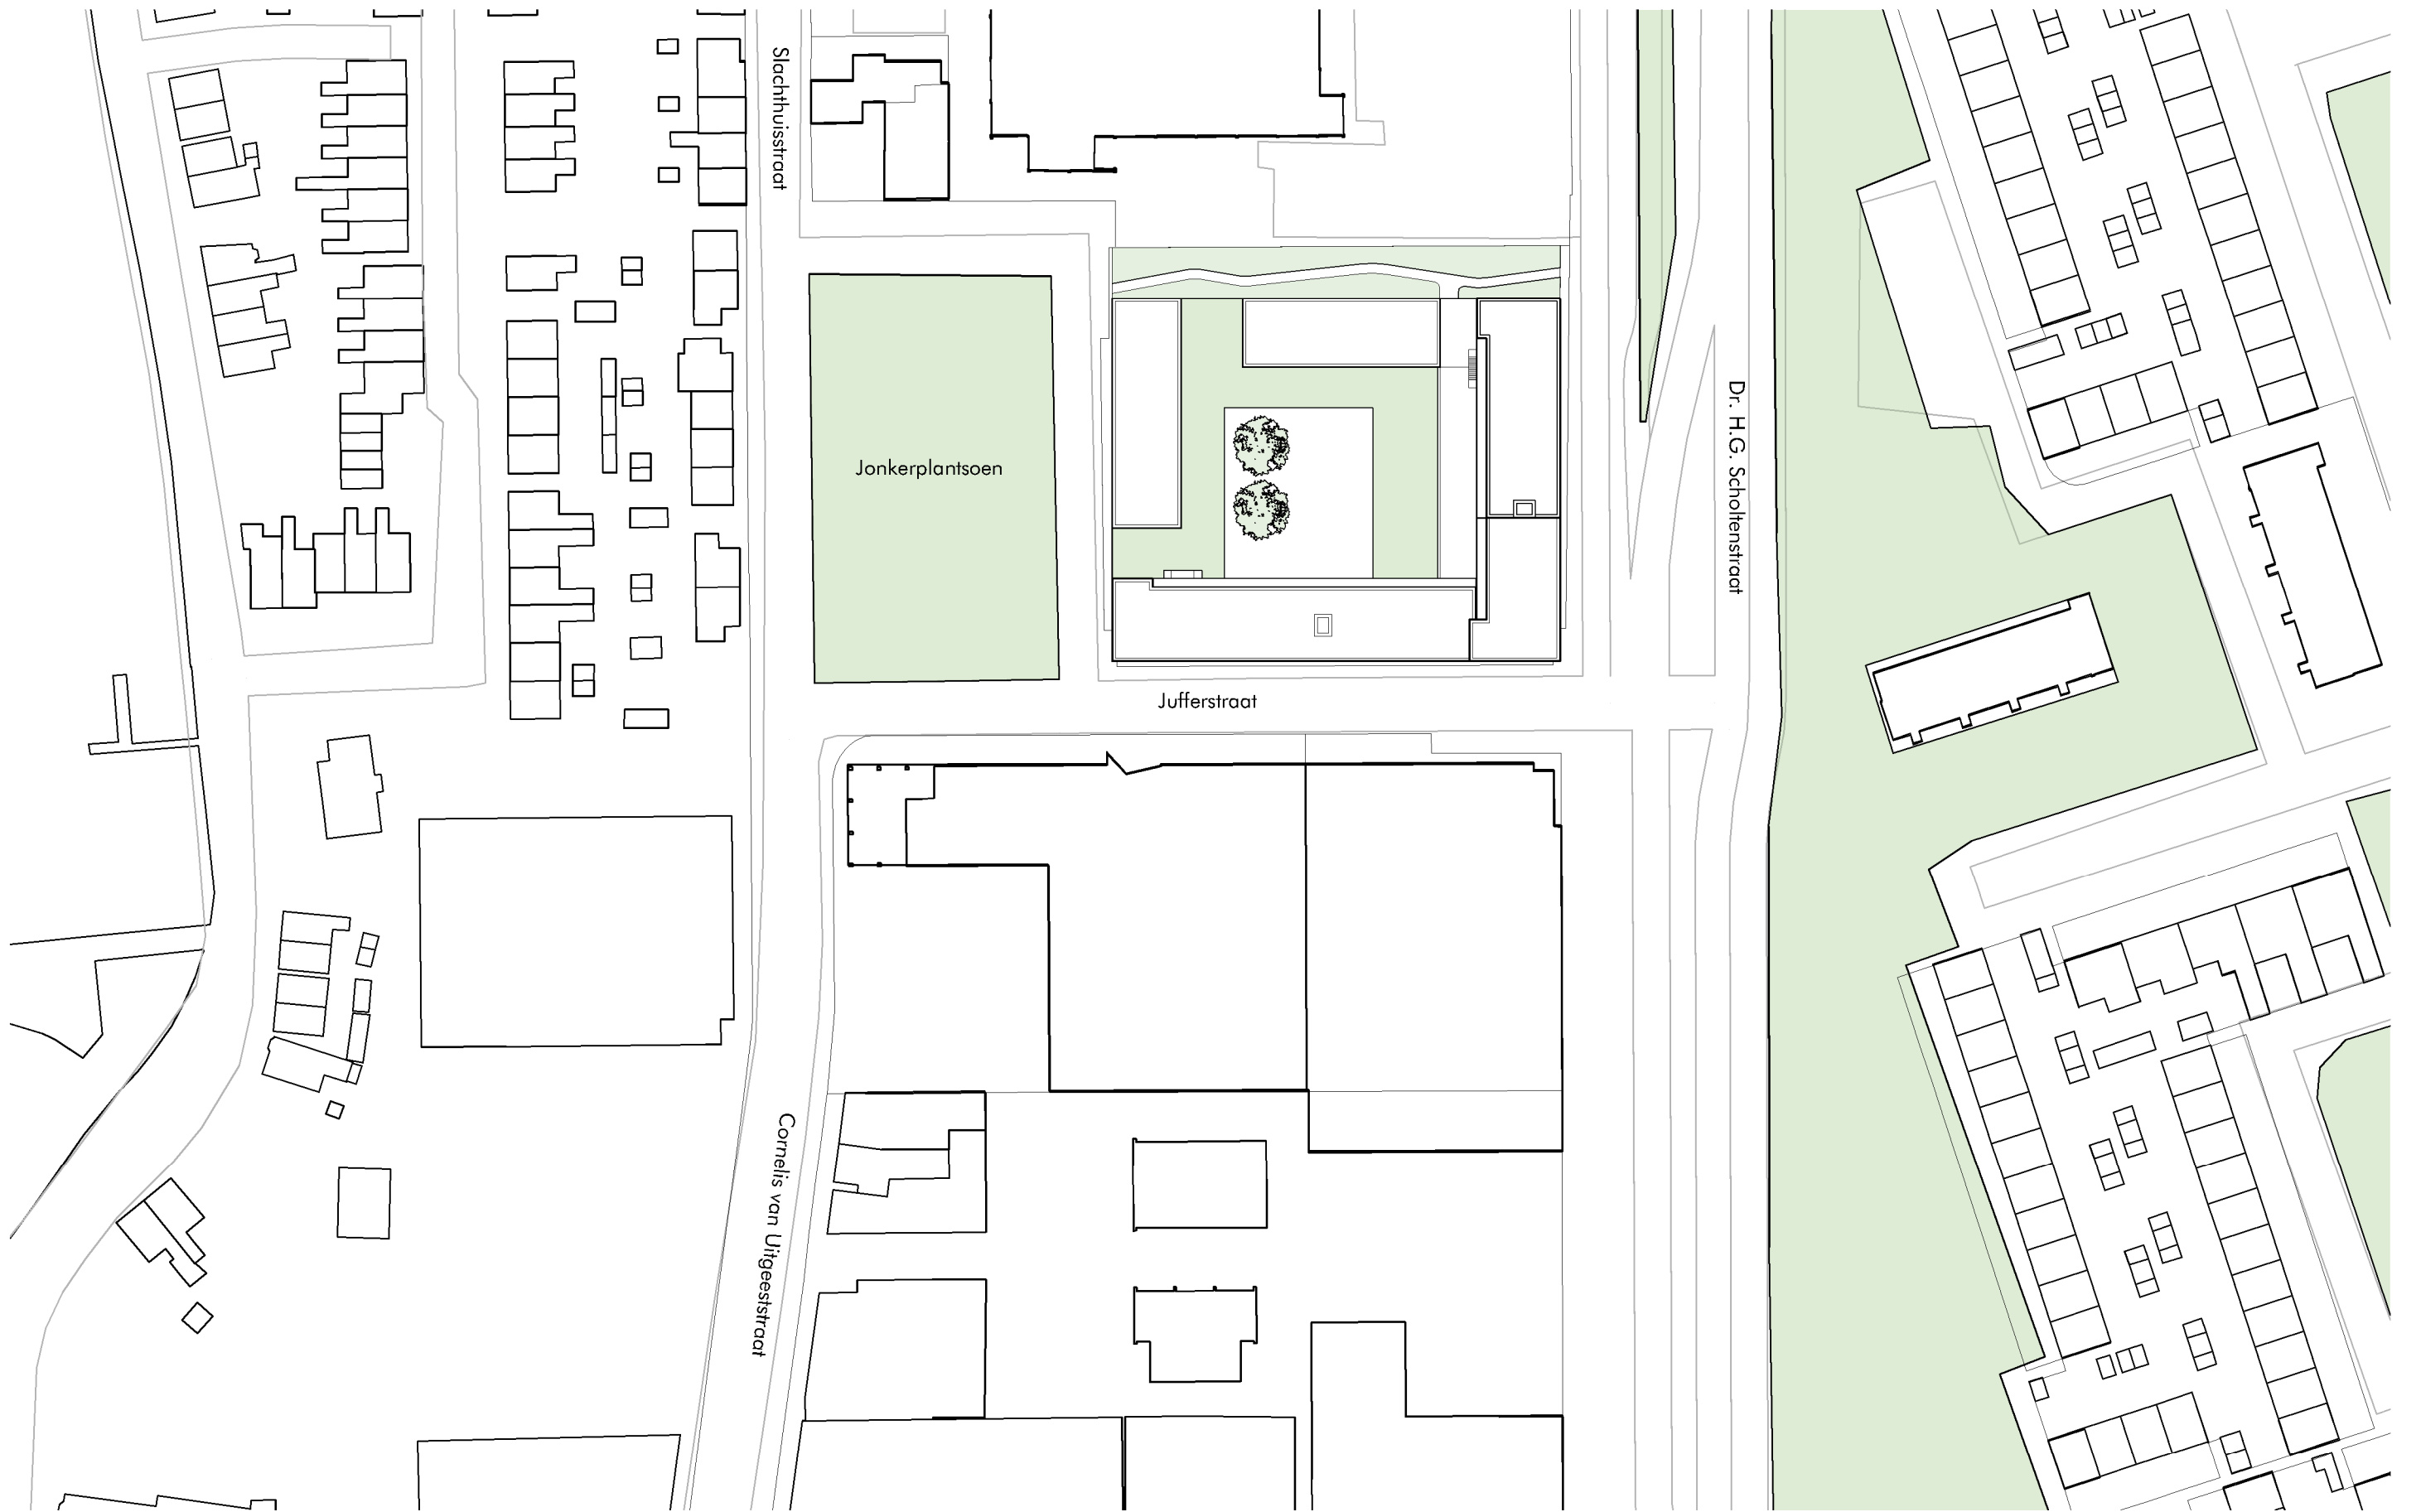 Slachthuisstraat
Jonkerplantsoen
Dr. H.G. Scholtenstraat
Jufferstraat
Cornelis van Uitgeeststraat